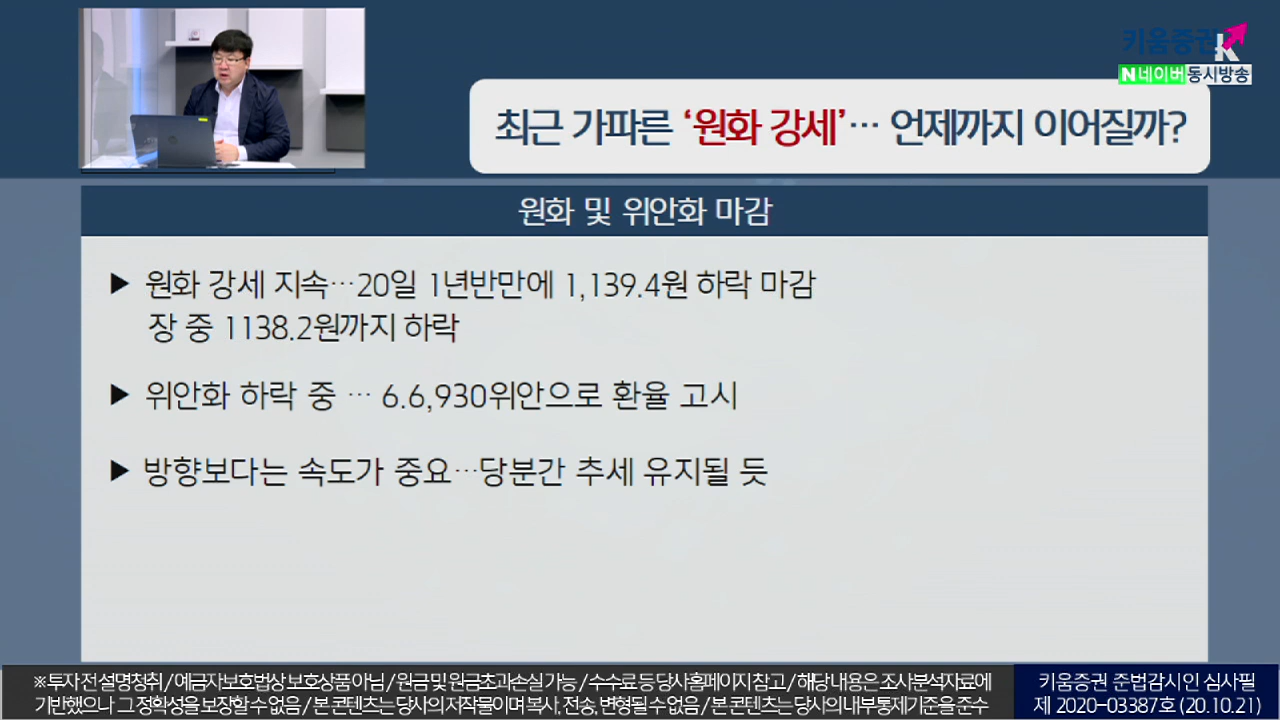 키움증권
N 네이버 동시방송
최근 가파른 ‘원화 강세’… 언제까지 이어질까?
원화 및 위안화 마감
▶ 원화 강세 지속…20일 1년반만에 1,139.4원 하락 마감
장 중 1138.2원까지 하락
▶ 위안화 하락 중 … 6.6,930위안으로 환율 고시
▶ 방향보다는 속도가 중요…당분간 추세 유지될 듯
※ 투자 전 설명청취 / 예금자보호법상 보호상품 아님 / 원금 및 원금초과손실 가능 / 수수료 등 당사홈페이지 참고 / 해당 내용은 조사분석자료에
기반했으나 그 정확성을 보장할 수 없음 / 본 콘텐츠는 당사의 저작물이며 복사, 전송, 변형될 수 없음 / 본 콘텐츠는 당사의 내부통제기준을 준수
키움증권 준법감시인 심사필
제 2020-03387호 (20.10.21)